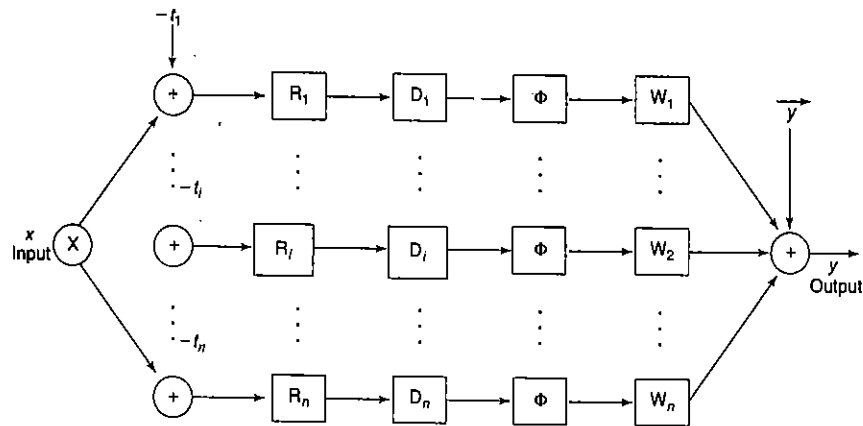 −t₁
+ R₁ D₁ Φ W₁ y
−tᵢ
x
Input
X + Rᵢ Dᵢ Φ W₂ +
y
Output
−tₙ
+ Rₙ Dₙ Φ Wₙ